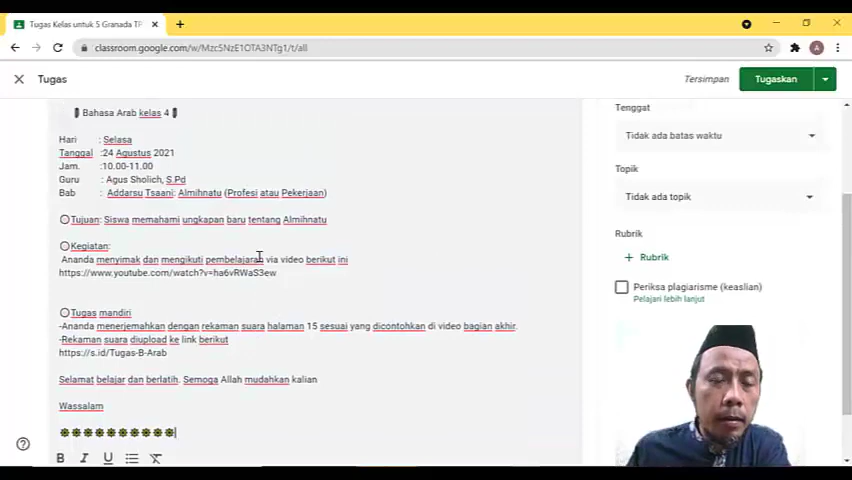 Tugas Kelas untuk 5 Granada TP
classroom.google.com/w/Mzc5NzE1OTA3NTg1/t/all
Tugas
Tersimpan
Tugaskan
Bahasa Arab kelas 4
Hari : Selasa
Tanggal :24 Agustus 2021
Jam. :10.00-11.00
Guru : Agus Sholich, S.Pd
Bab : Addarsu Tsaani: Almihnatu (Profesi atau Pekerjaan)
Tujuan: Siswa memahami ungkapan baru tentang Almihnatu
Kegiatan:
Ananda menyimak dan mengikuti pembelajaran via video berikut ini
https://www.youtube.com/watch?v=ha6vRWaS3ew
Tugas mandiri
-Ananda menerjemahkan dengan rekaman suara halaman 15 sesuai yang dicontohkan di video bagian akhir.
-Rekaman suara diupload ke link berikut
https://s.id/Tugas-B-Arab
Selamat belajar dan berlatih. Semoga Allah mudahkan kalian
Wassalam
B I U
Tenggat
Tidak ada batas waktu
Topik
Tidak ada topik
Rubrik
+ Rubrik
Periksa plagiarisme (keaslian)
Pelajari lebih lanjut
A